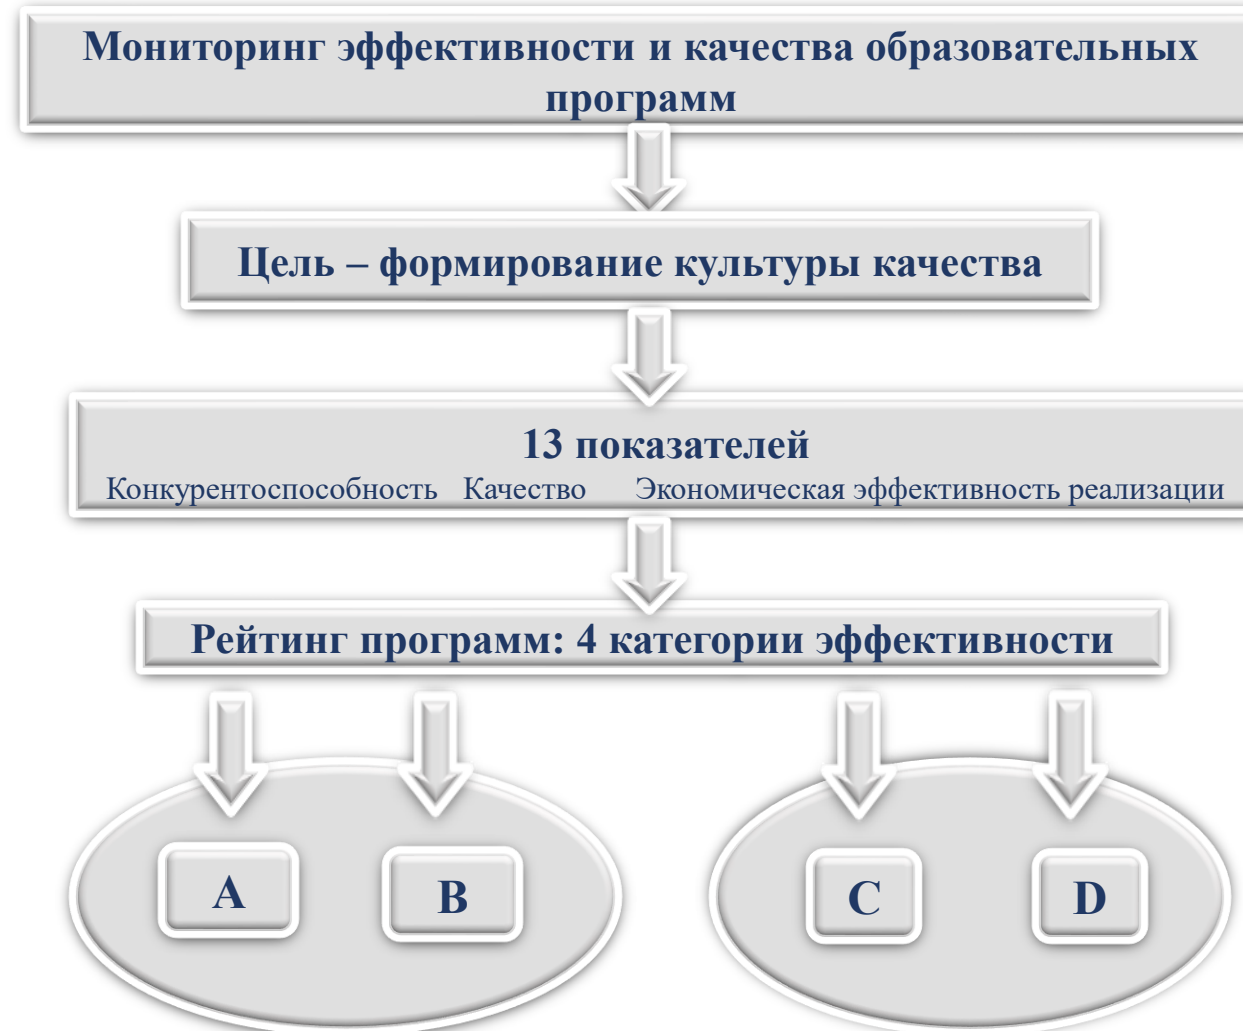 Мониторинг эффективности и качества образовательных
программ
Цель – формирование культуры качества
13 показателей
Конкурентоспособность Качество Экономическая эффективность реализации
Рейтинг программ: 4 категории эффективности
A
B
C
D